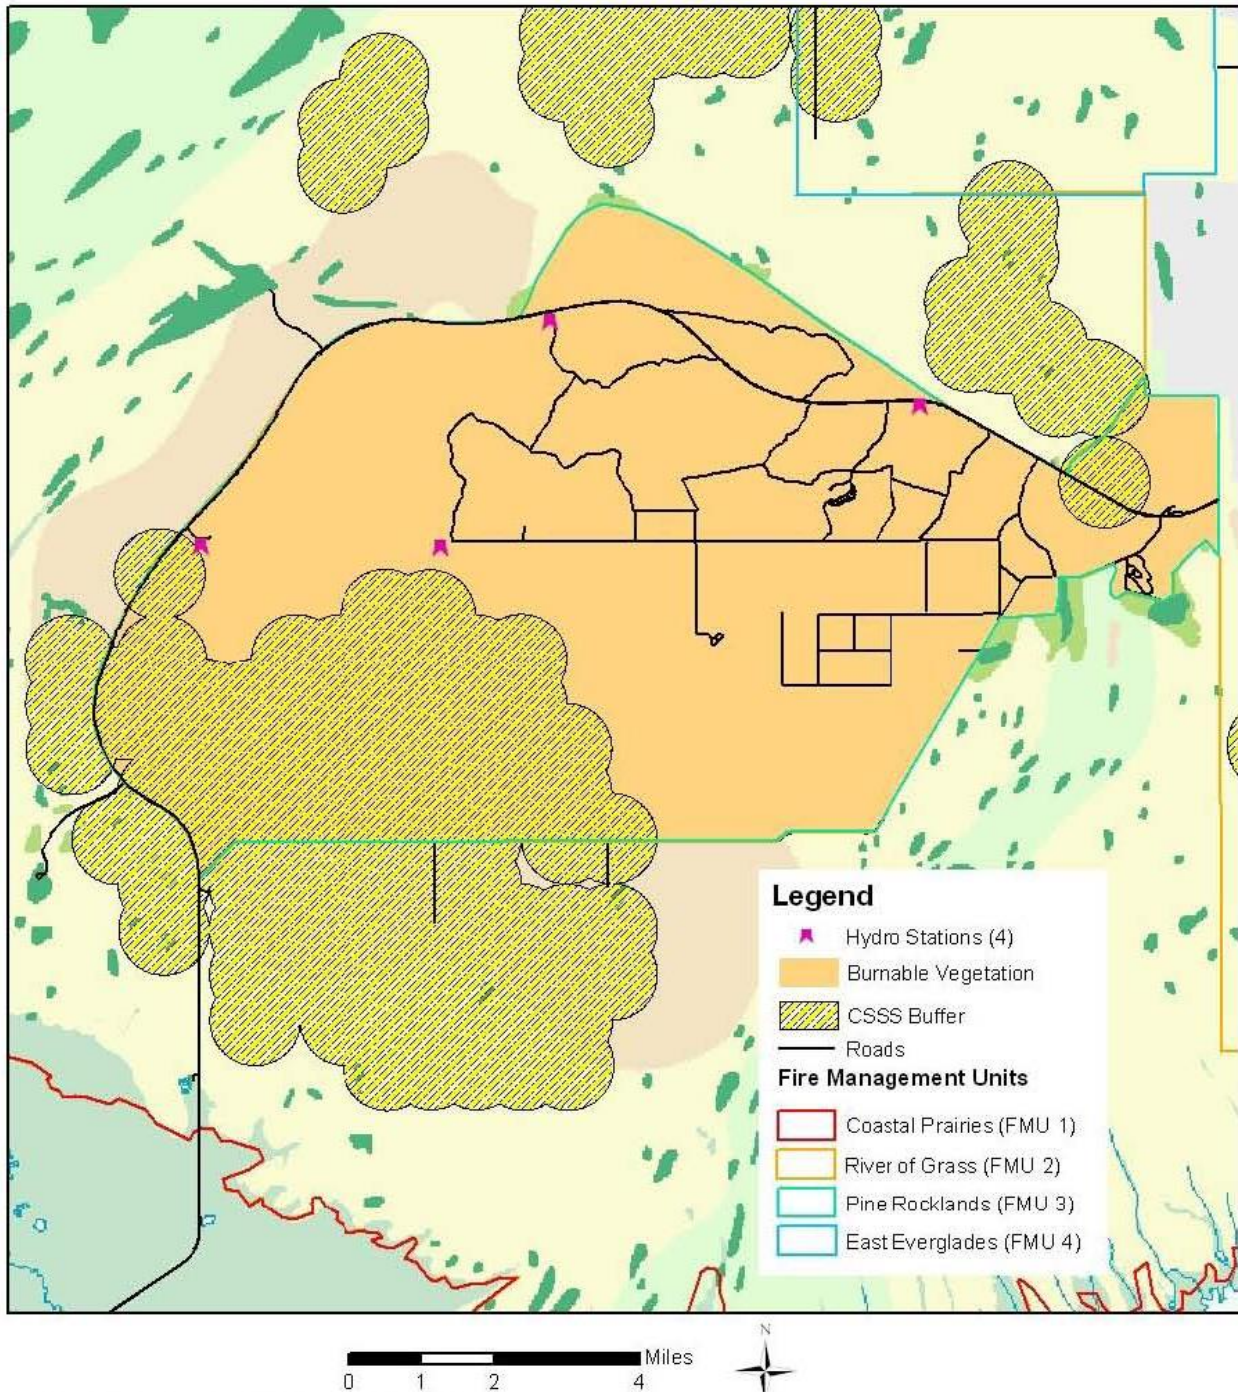 Legend
Hydro Stations (4)
Burnable Vegetation
CSSS Buffer
Roads
Fire Management Units
Coastal Prairies (FMU 1)
River of Grass (FMU 2)
Pine Rocklands (FMU 3)
East Everglades (FMU 4)
Miles
0 1 2 4
N